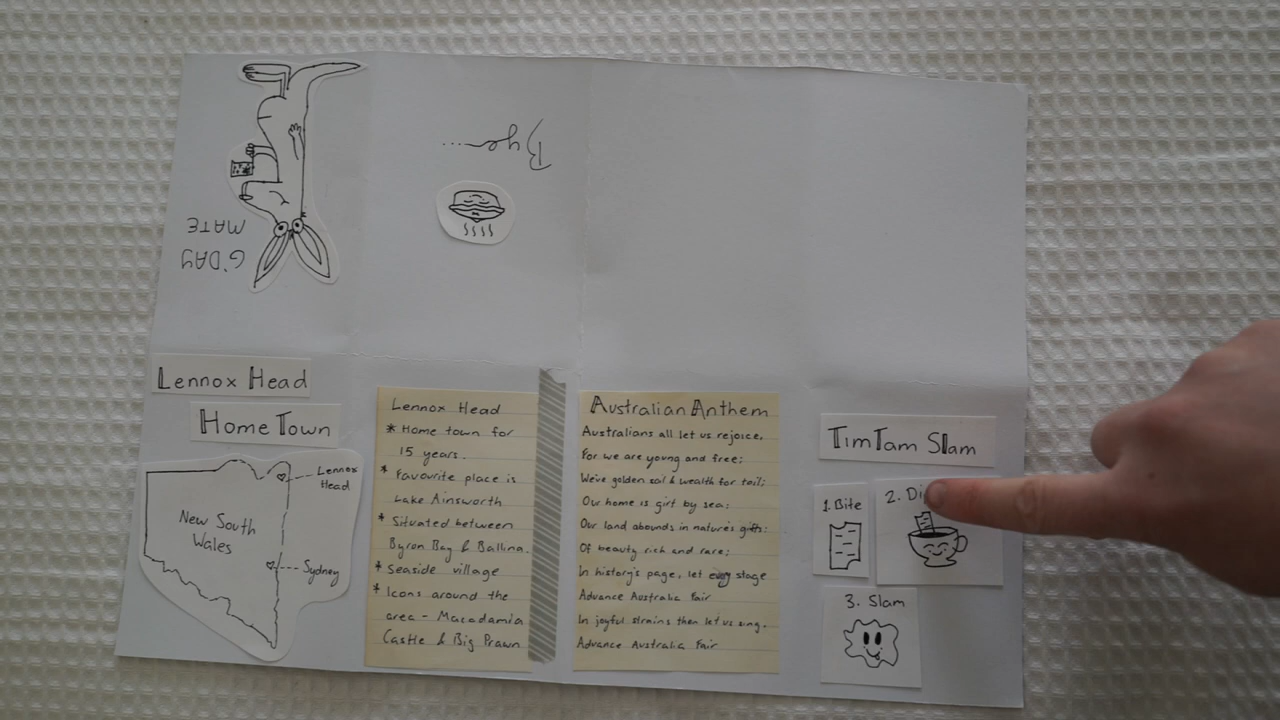 G'DAY
MATE
Bye....
Lennox Head
Home Town
Lennox
Head
New South
Wales
Sydney
Lennox Head
* Home town for
15 years.
* Favourite place is
Lake Ainsworth
* Situated between
Byron Bay & Ballina.
* Seaside village
* Icons around the
area - Macadamia
Castle & Big Prawn
Australian Anthem
Australians all let us rejoice,
For we are young and free;
We've golden soil & wealth for toil;
Our home is girt by sea;
Our land abounds in nature's gifts;
Of beauty rich and rare;
In history's page, let every stage
Advance Australia Fair
In joyful strains then let us sing.
Advance Australia Fair
TimTam Slam
1. Bite
2.
3. Slam